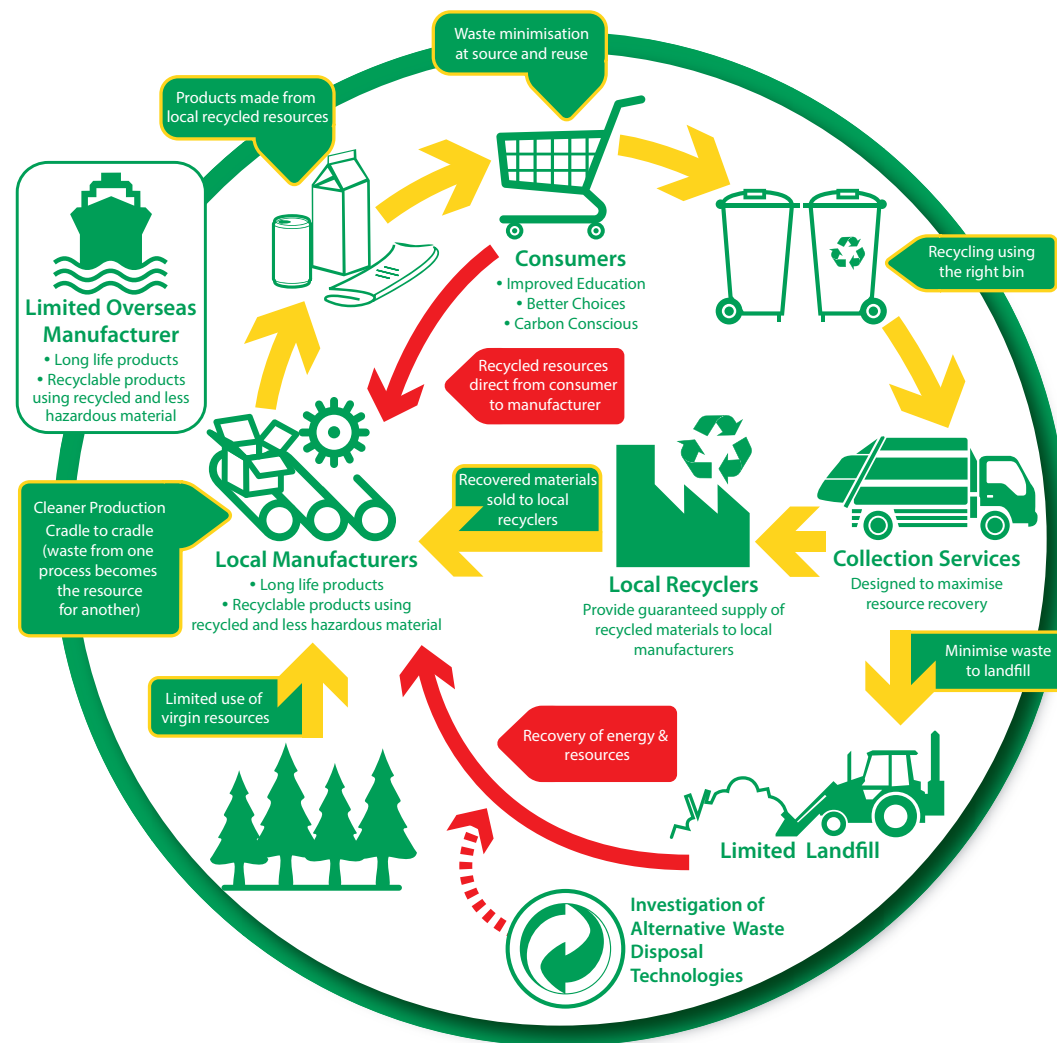 Waste minimisation
at source and reuse
Products made from
local recycled resources
Limited Overseas
Manufacturer
• Long life products
• Recyclable products
using recycled and less
hazardous material
Consumers
• Improved Education
• Better Choices
• Carbon Conscious
Recycling using
the right bin
Recycled resources
direct from consumer
to manufacturer
Cleaner Production
Cradle to cradle
(waste from one
process becomes
the resource
for another)
Recovered materials
sold to local
recyclers
Local Manufacturers
• Long life products
• Recyclable products using
recycled and less hazardous material
Local Recyclers
Provide guaranteed supply of
recycled materials to local
manufacturers
Collection Services
Designed to maximise
resource recovery
Minimise waste
to landfill
Limited use of
virgin resources
Recovery of energy &
resources
Limited Landfill
Investigation of
Alternative Waste
Disposal
Technologies